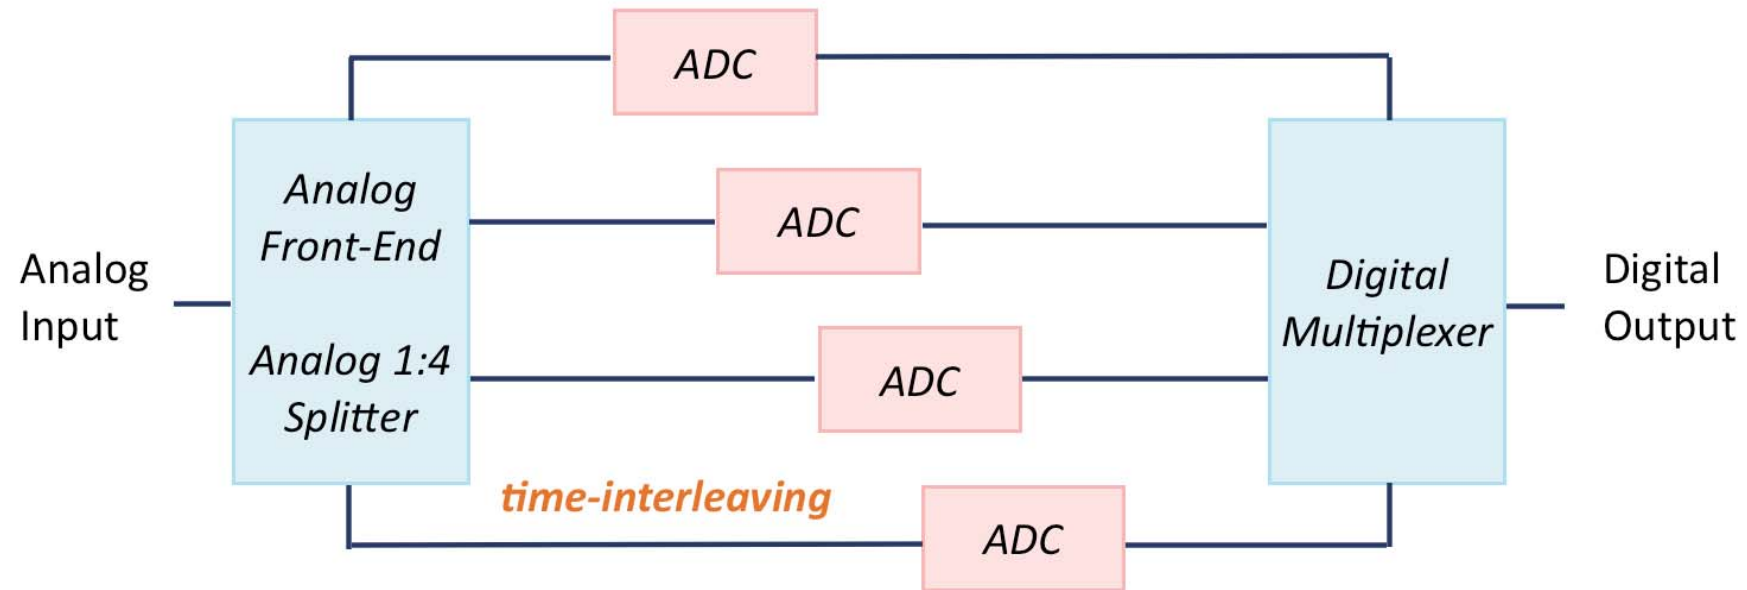 ADC
Analog
Front-End
ADC
Analog
Input
Digital
Multiplexer
Digital
Output
Analog 1:4
Splitter
ADC
time-interleaving
ADC